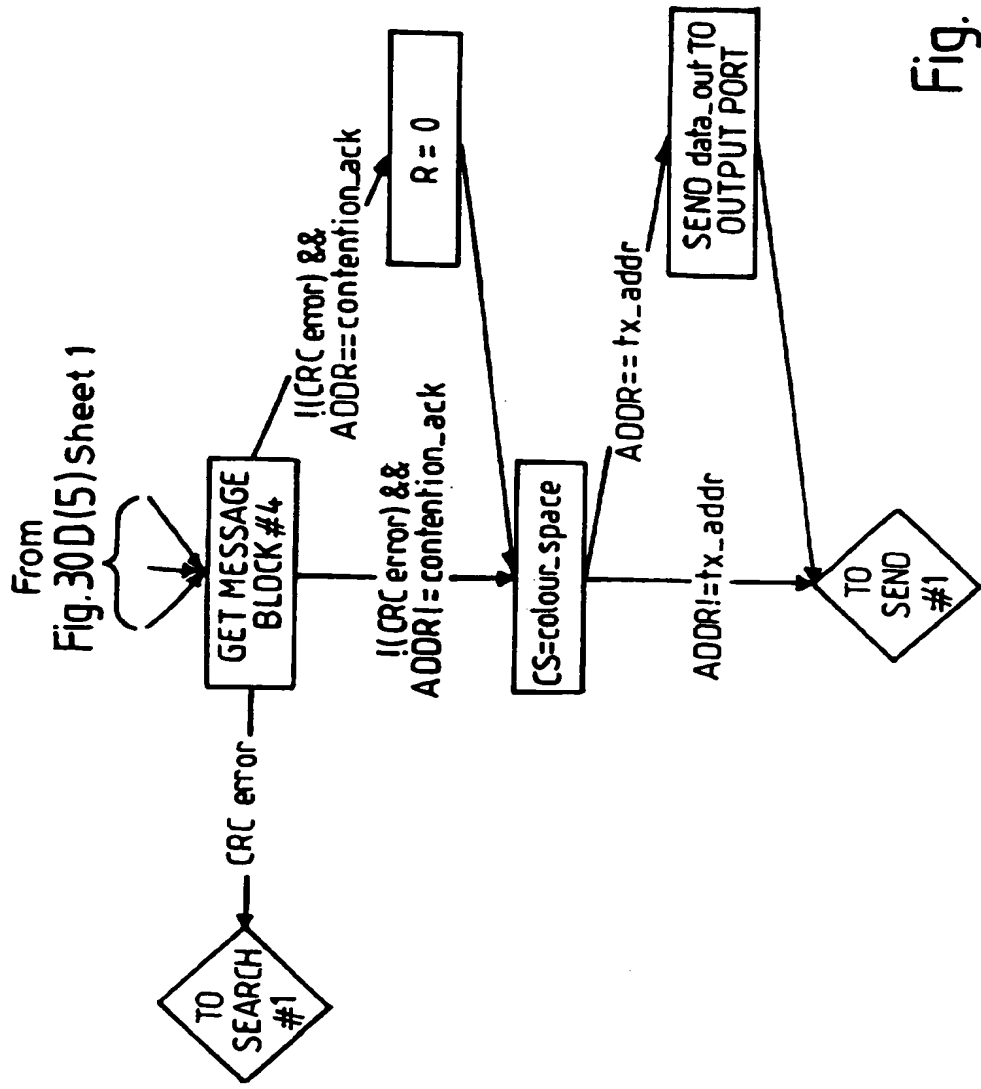 From
Fig.30D(5) sheet 1
GET MESSAGE
BLOCK #4
CRC error
TO
SEARCH
#1
!(CRC error) &&
ADDR==contention_ack
R = 0
!(CRC error) &&
ADDR!=contention_ack
CS=colour_space
ADDR==tx_addr
SEND data_out TO
OUTPUT PORT
ADDR!=tx_addr
TO
SEND
#1
Fig.